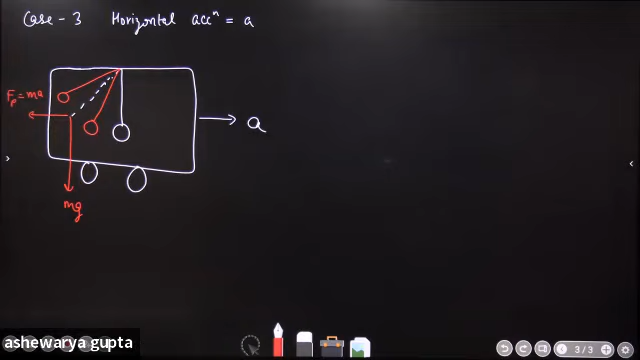 Case - 3 Horizontal accⁿ = a
Fₚ = ma
a
mg
ashewarya gupta
3 / 3